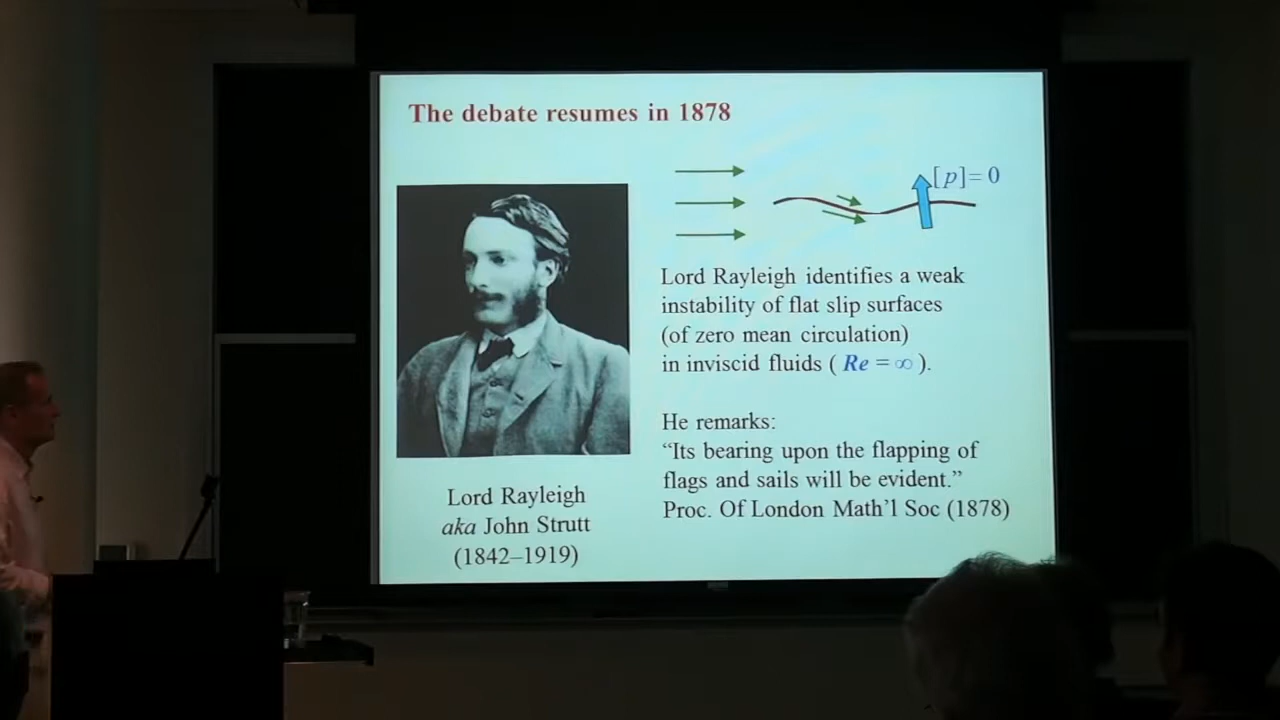 The debate resumes in 1878
[p]= 0
Lord Rayleigh identifies a weak
instability of flat slip surfaces
(of zero mean circulation)
in inviscid fluids ( Re = ∞ ).
He remarks:
“Its bearing upon the flapping of
flags and sails will be evident.”
Proc. Of London Math’l Soc (1878)
Lord Rayleigh
aka John Strutt
(1842–1919)